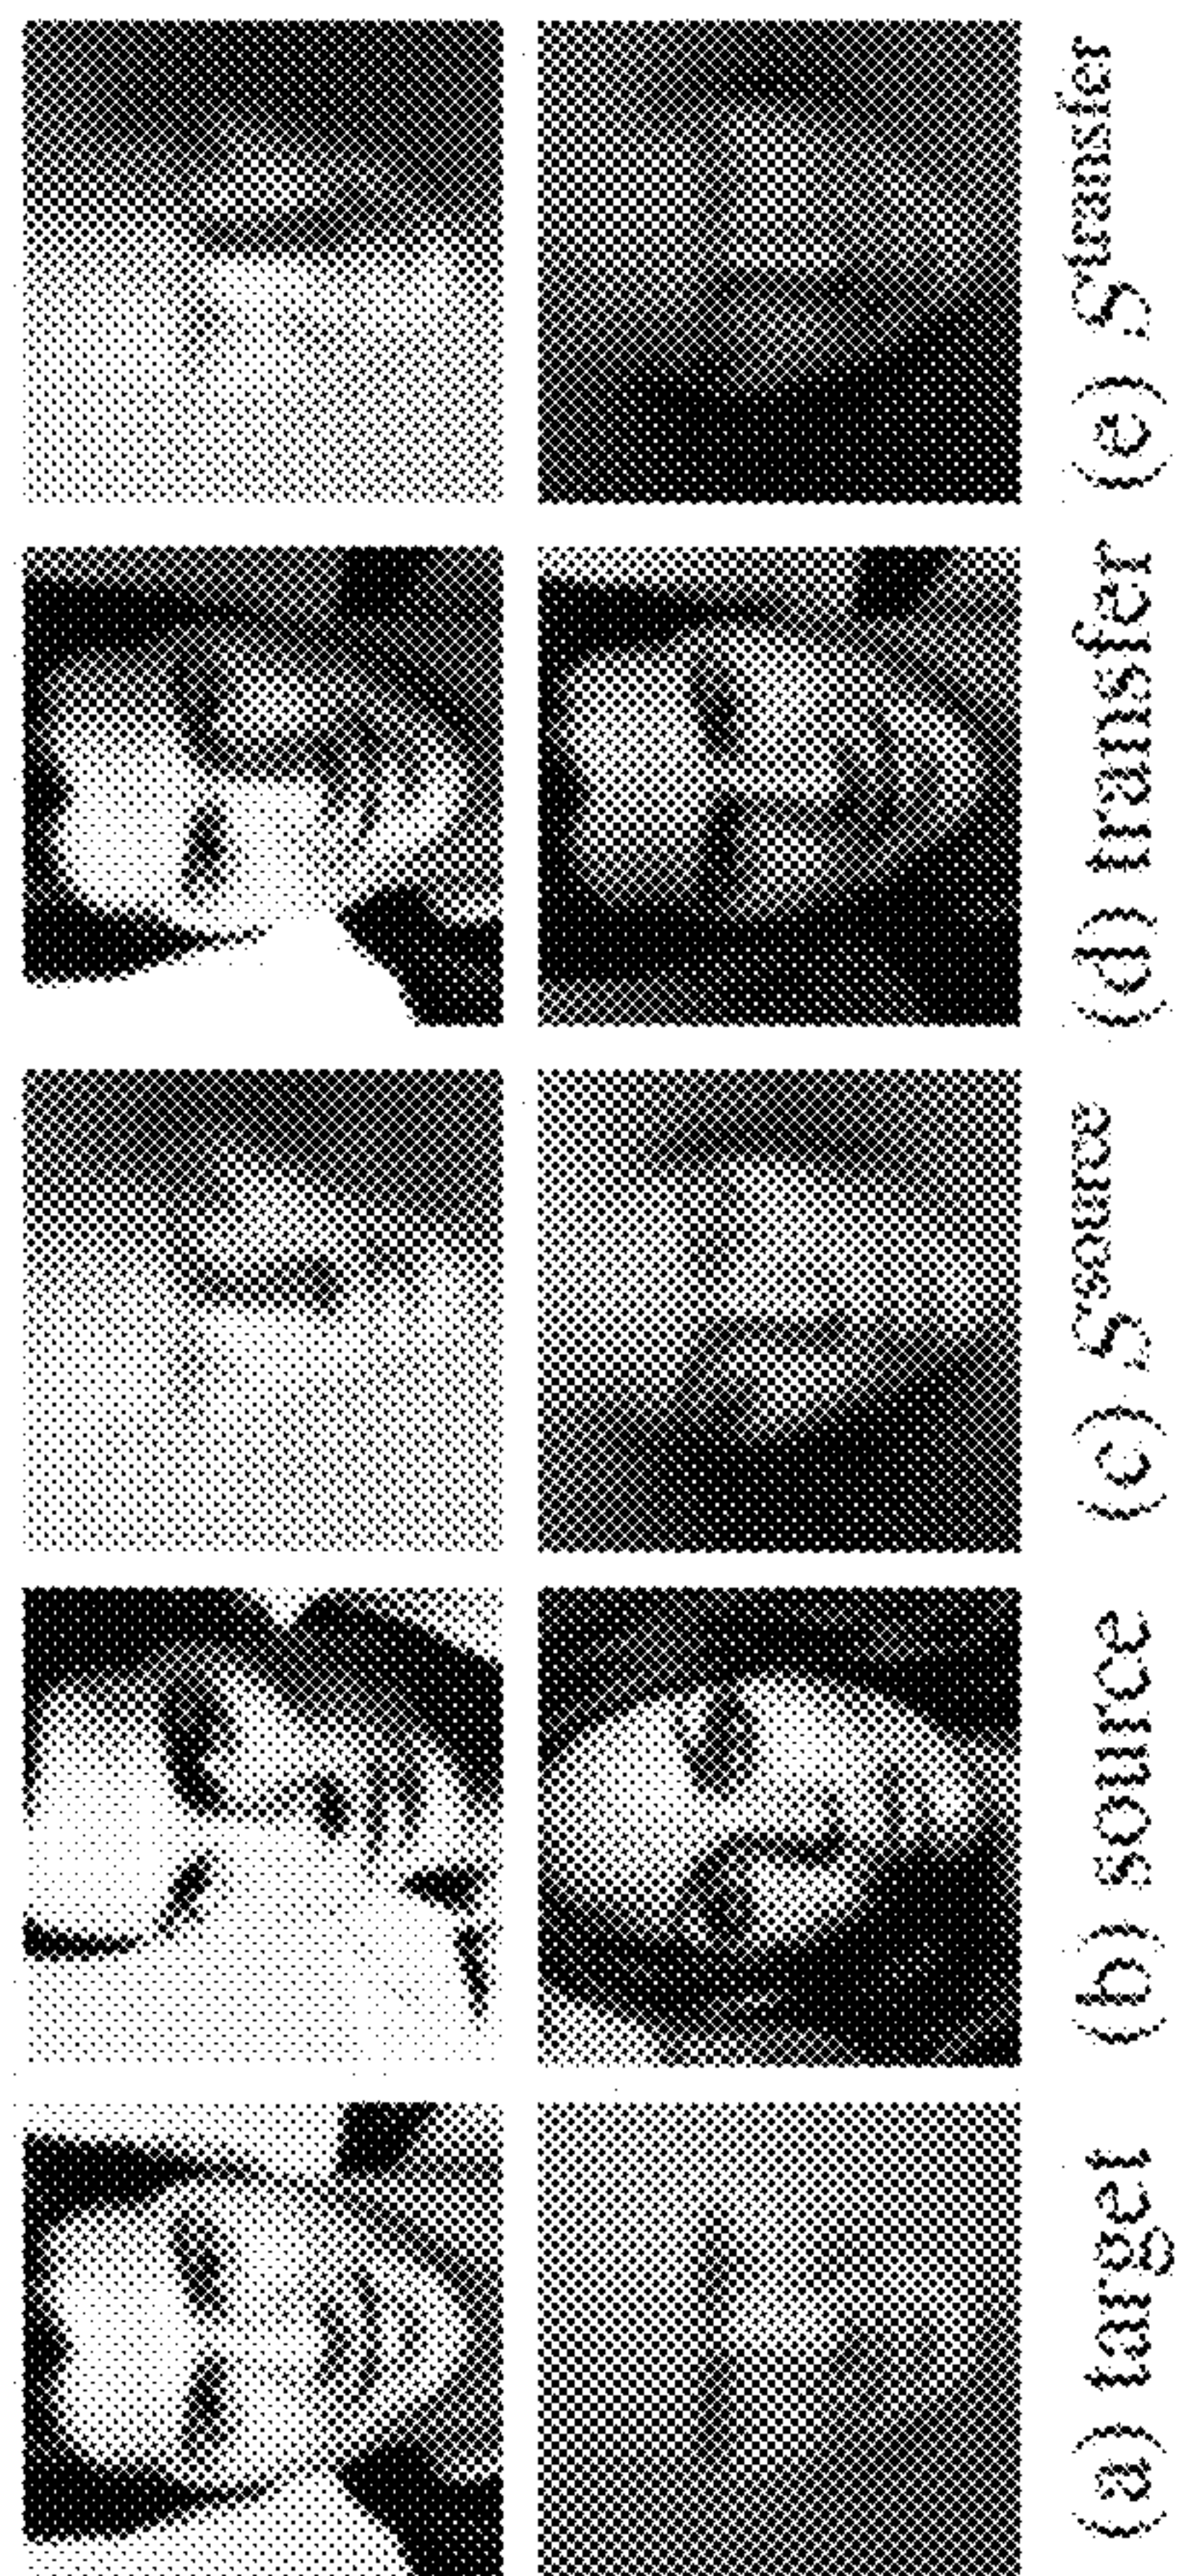 (a) target
(b) source
(c) S^source
(d) transfer
(e) S^transfer